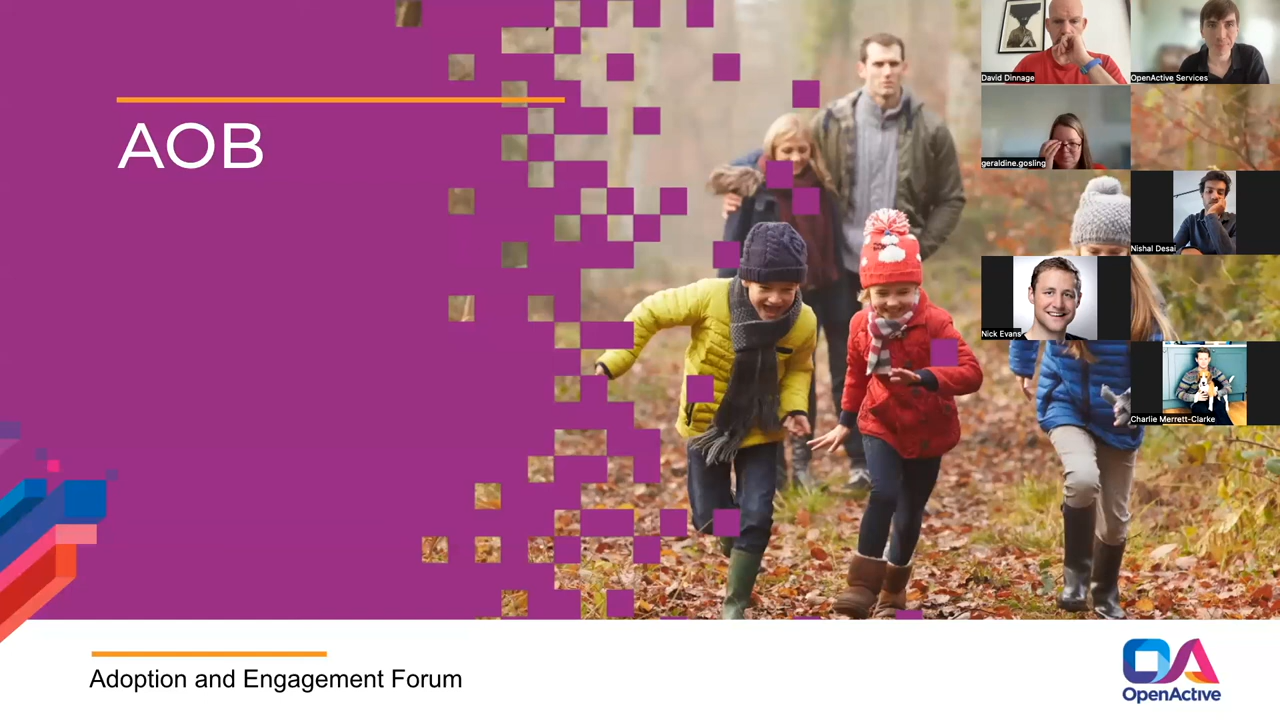 AOB
David Dinnage
OpenActive Services
geraldine.gosling
Nishal Desai
Nick Evans
Charlie Merrett-Clarke
Adoption and Engagement Forum
OpenActive